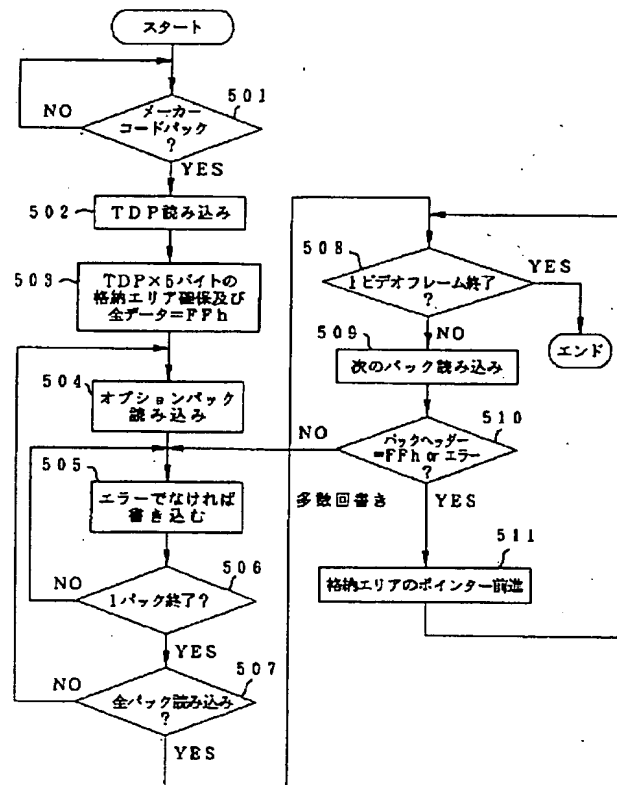 スタート
501
メーカー
コードパック
?
NO
YES
502
TDP読み込み
503
TDP×5バイトの
格納エリア確保及び
全データ=FFh
504
オプションパック
読み込み
505
エラーでなければ
書き込む
506
1パック終了?
NO
YES
507
全パック読み込み
?
NO
YES
508
1ビデオフレーム終了
?
YES
エンド
NO
509
次のパック読み込み
510
パックヘッダー
=FFh or エラー
?
NO
多数回書き
YES
511
格納エリアのポインター前進